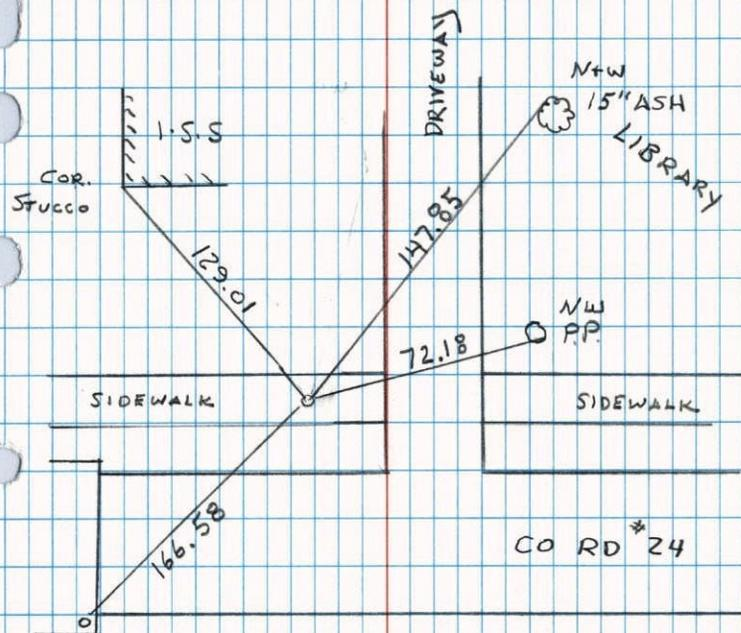 DRIVEWAY
N+W
15" ASH
LIBRARY
1·S.S
COR.
STUCCO
129.01
147.85
NW
P.P.
72.18
SIDEWALK
SIDEWALK
166.58
CO RD #24